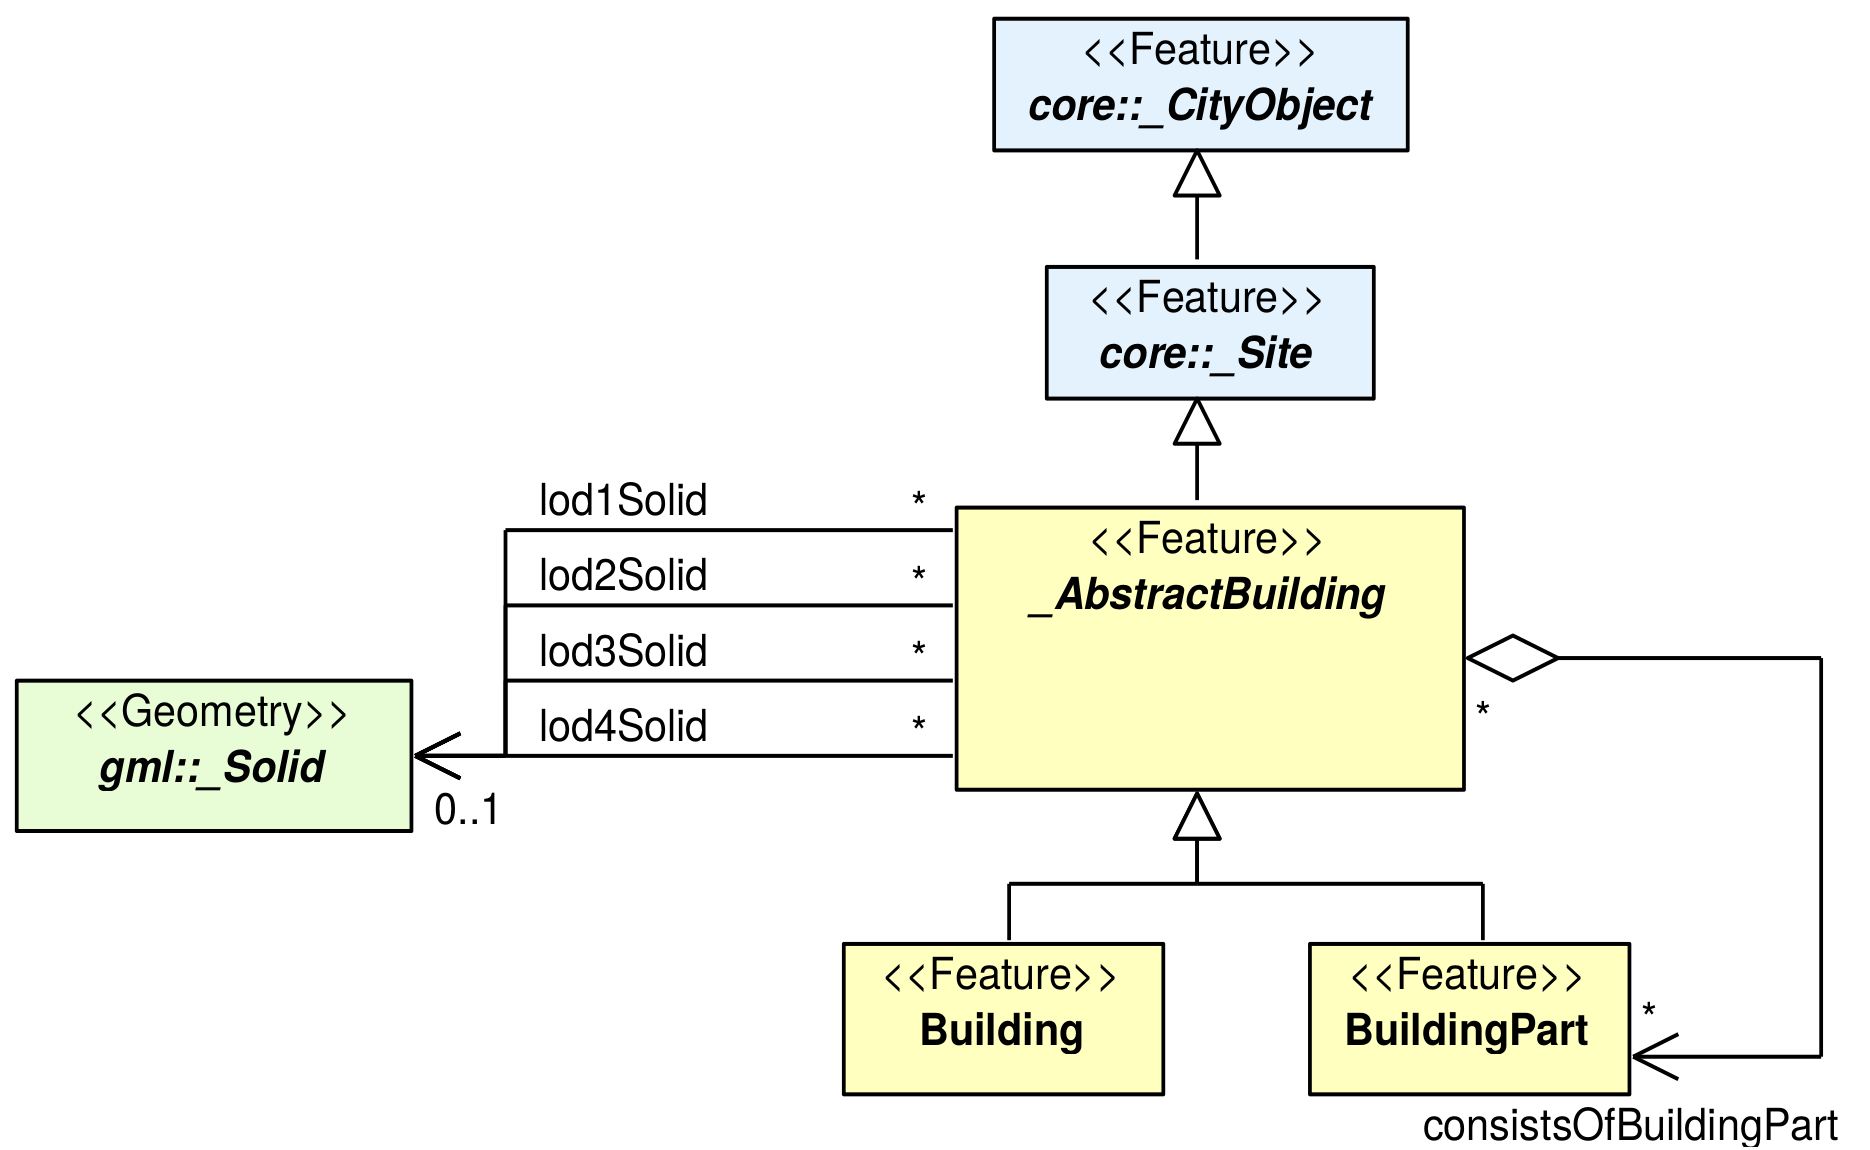 <<Feature>>
core::_CityObject
<<Feature>>
core::_Site
lod1Solid *
lod2Solid *
lod3Solid *
lod4Solid *
<<Feature>>
_AbstractBuilding
*
<<Geometry>>
gml::_Solid
0..1
<<Feature>>
Building
<<Feature>>
BuildingPart
*
consistsOfBuildingPart